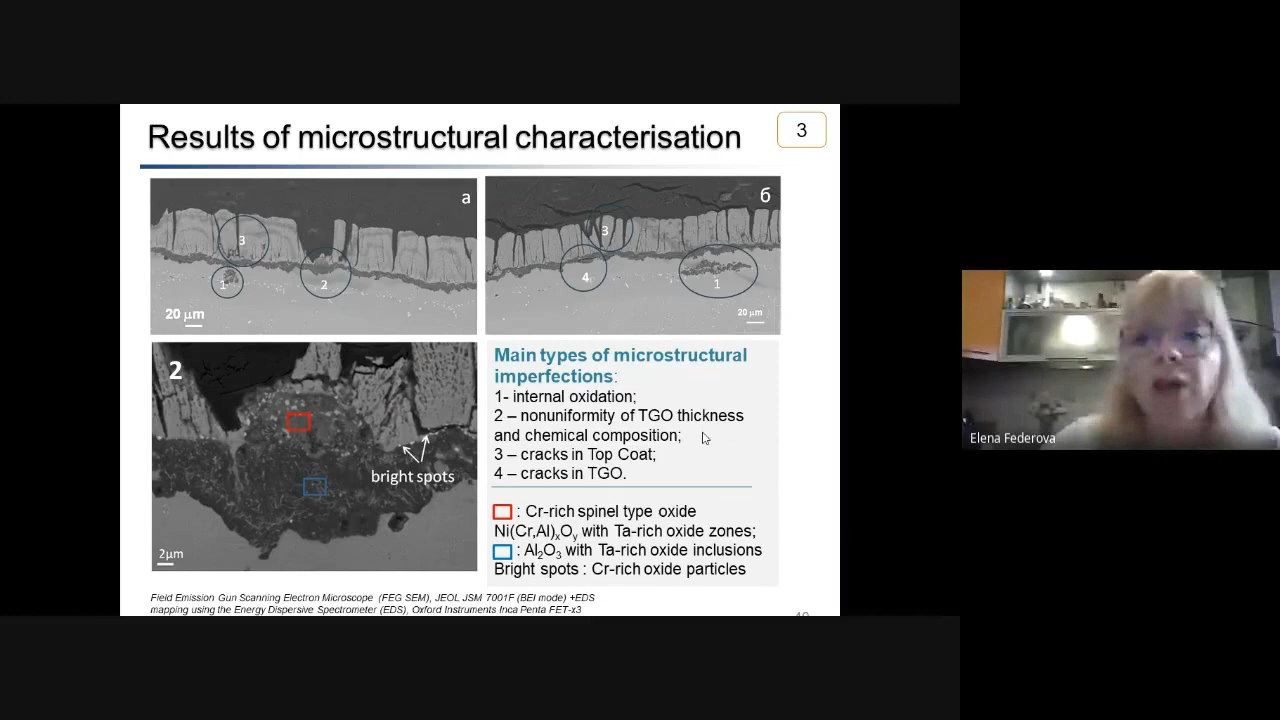 Results of microstructural characterisation
3
а
3
1
2
20 µm
б
3
4
1
20 µm
2
bright spots
2µm
Main types of microstructural
imperfections:
1- internal oxidation;
2 – nonuniformity of TGO thickness
and chemical composition;
3 – cracks in Top Coat;
4 – cracks in TGO.
: Cr-rich spinel type oxide
Ni(Cr,Al)xOy with Ta-rich oxide zones;
: Al2O3 with Ta-rich oxide inclusions
Bright spots : Cr-rich oxide particles
Field Emission Gun Scanning Electron Microscope (FEG SEM), JEOL JSM 7001F (BEI mode) +EDS
mapping using the Energy Dispersive Spectrometer (EDS), Oxford Instruments Inca Penta FET-x3
Elena Federova